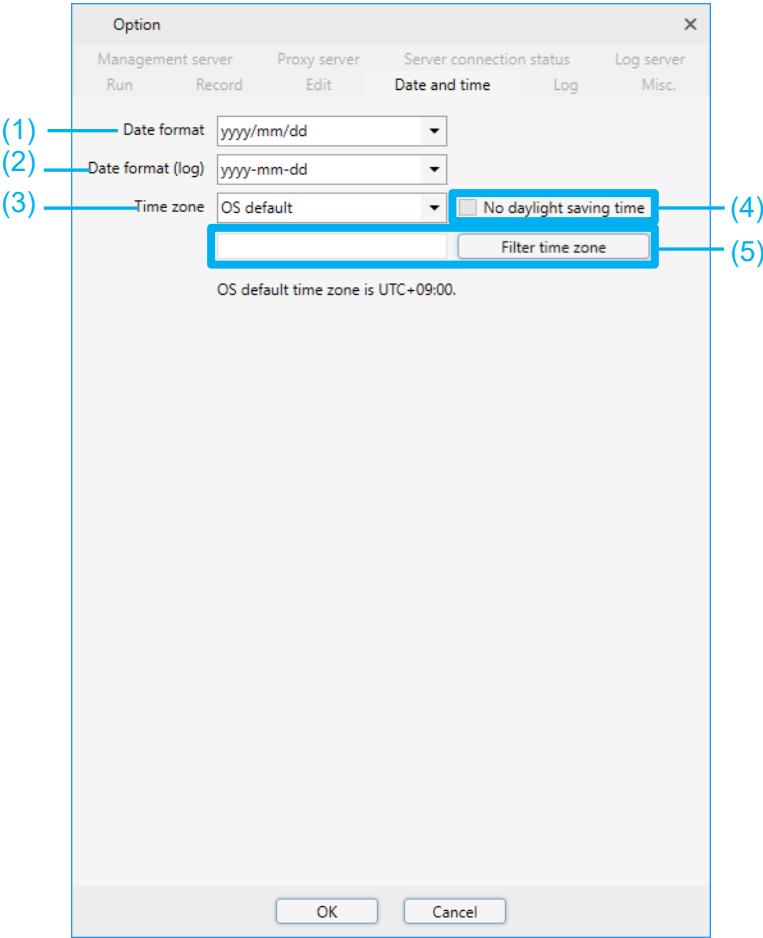 Option
Management server Proxy server Server connection status Log server
Run Record Edit Date and time Log Misc.
(1) Date format yyyy/mm/dd
(2) Date format (log) yyyy-mm-dd
(3) Time zone OS default No daylight saving time (4)
Filter time zone (5)
OS default time zone is UTC+09:00.
OK Cancel